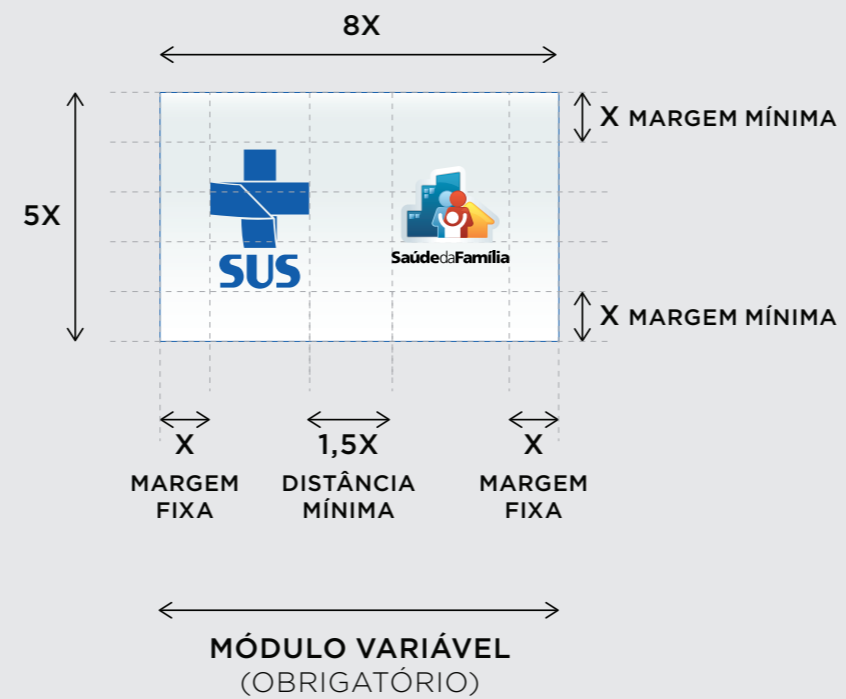 8X
X MARGEM MÍNIMA
5X
SUS
SaúdedaFamília
X MARGEM MÍNIMA
X
MARGEM
FIXA
1,5X
DISTÂNCIA
MÍNIMA
X
MARGEM
FIXA
MÓDULO VARIÁVEL
(OBRIGATÓRIO)